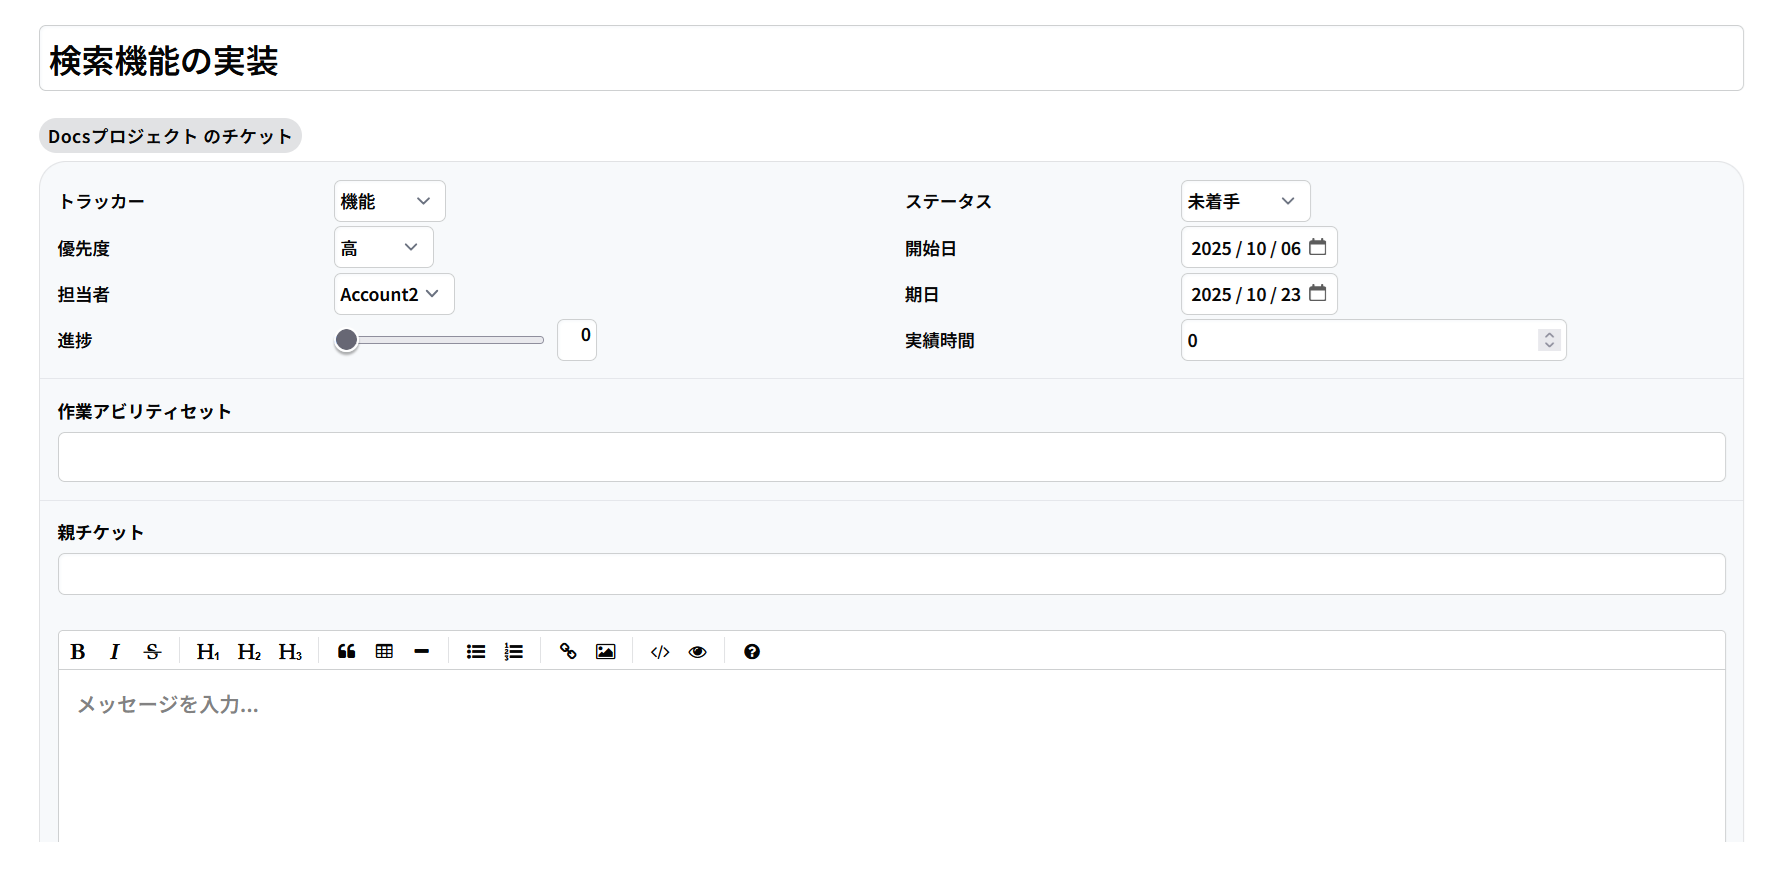 検索機能の実装
Docsプロジェクト のチケット
トラッカー 機能 ステータス 未着手
優先度 高 開始日 2025 / 10 / 06
担当者 Account2 期日 2025 / 10 / 23
進捗 0 実績時間 0
作業アビリティセット
親チケット
B I S H1 H2 H3
メッセージを入力...